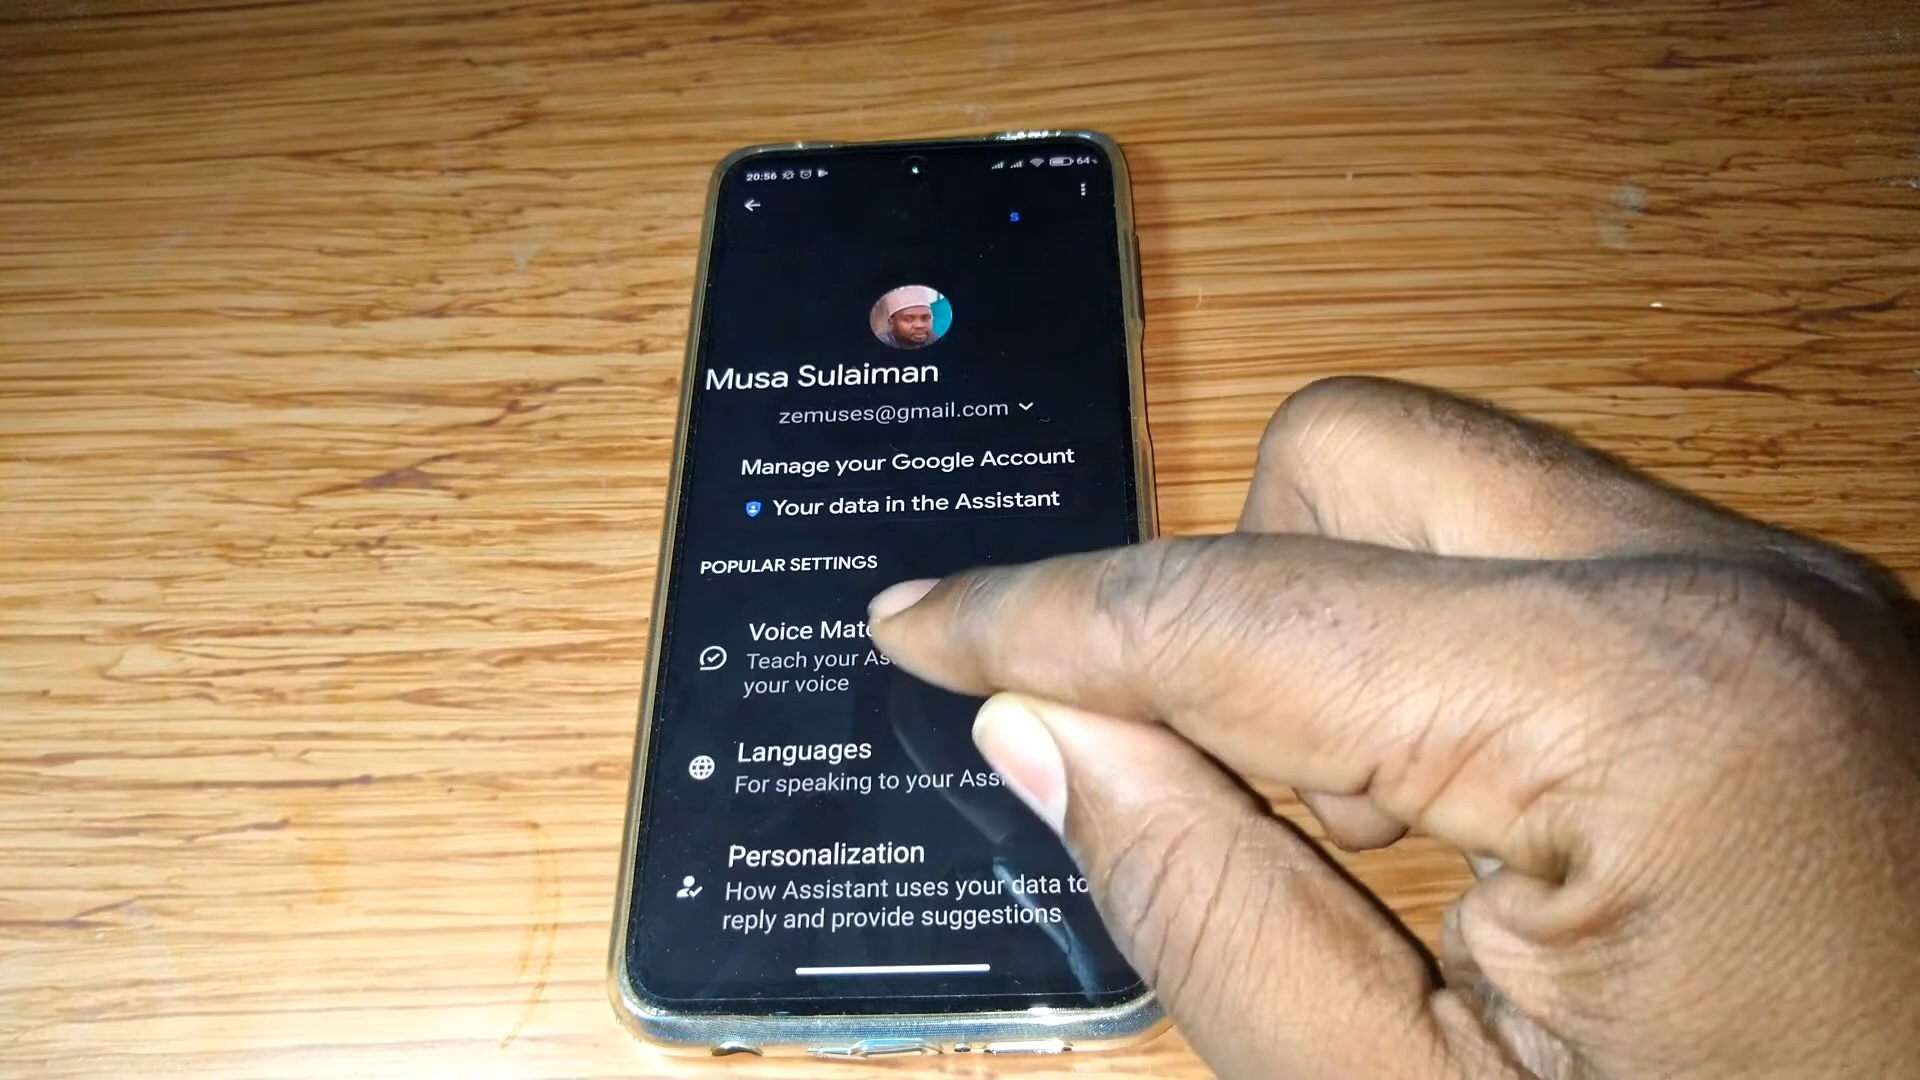 20:56
64
s
Musa Sulaiman
zemuses@gmail.com
Manage your Google Account
Your data in the Assistant
POPULAR SETTINGS
Voice Matc
Teach your As
your voice
Languages
For speaking to your Assi
Personalization
How Assistant uses your data to
reply and provide suggestions